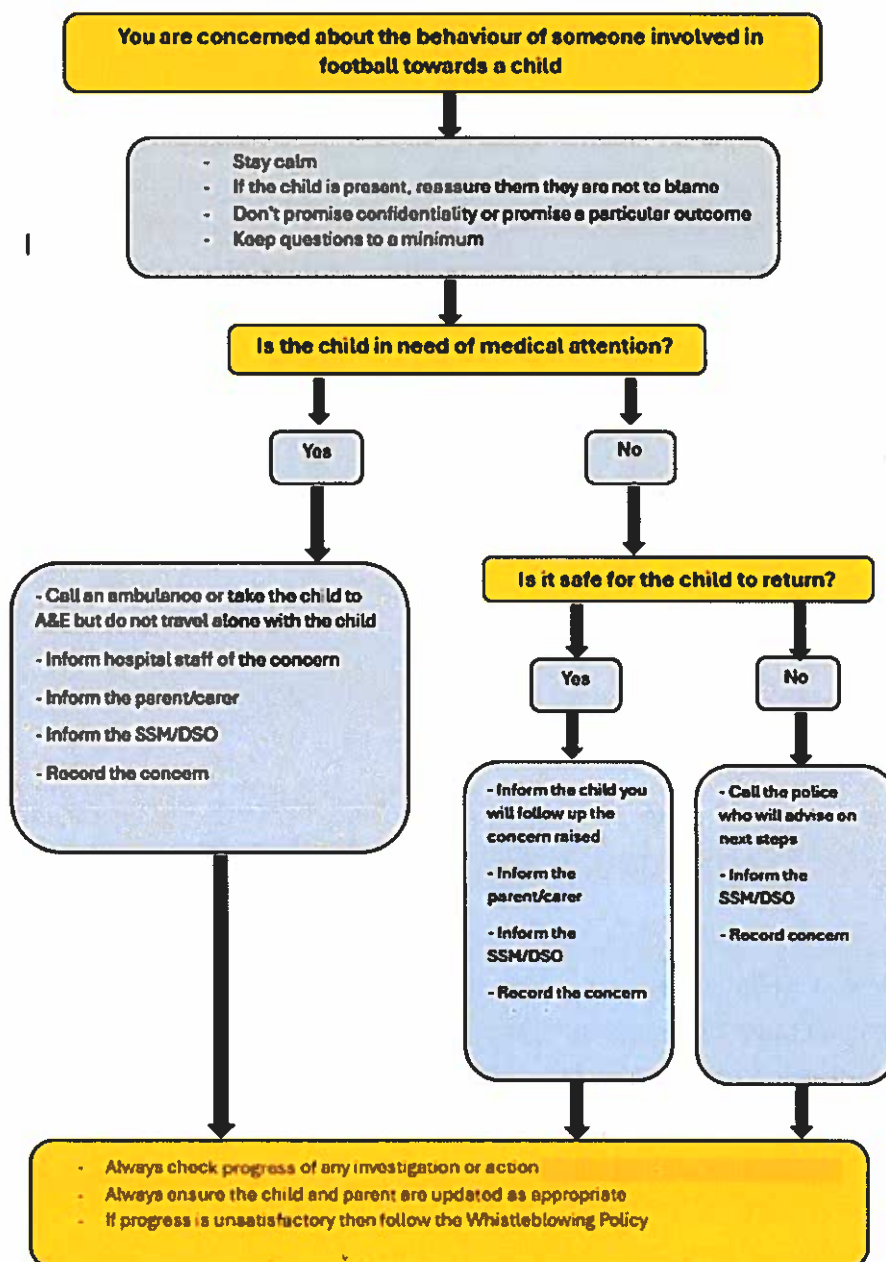 You are concerned about the behaviour of someone involved in
football towards a child
- Stay calm
- If the child is present, reassure them they are not to blame
- Don't promise confidentiality or promise a particular outcome
- Keep questions to a minimum
Is the child in need of medical attention?
Yes
No
- Call an ambulance or take the child to
A&E but do not travel alone with the child
- Inform hospital staff of the concern
- Inform the parent/carer
- Inform the SSM/DSO
- Record the concern
Is it safe for the child to return?
Yes
No
- Inform the child you
will follow up the
concern raised
- Inform the
parent/carer
- Inform the
SSM/DSO
- Record the concern
- Call the police
who will advise on
next steps
- Inform the
SSM/DSO
- Record concern
- Always check progress of any investigation or action
- Always ensure the child and parent are updated as appropriate
- If progress is unsatisfactory then follow the Whistleblowing Policy